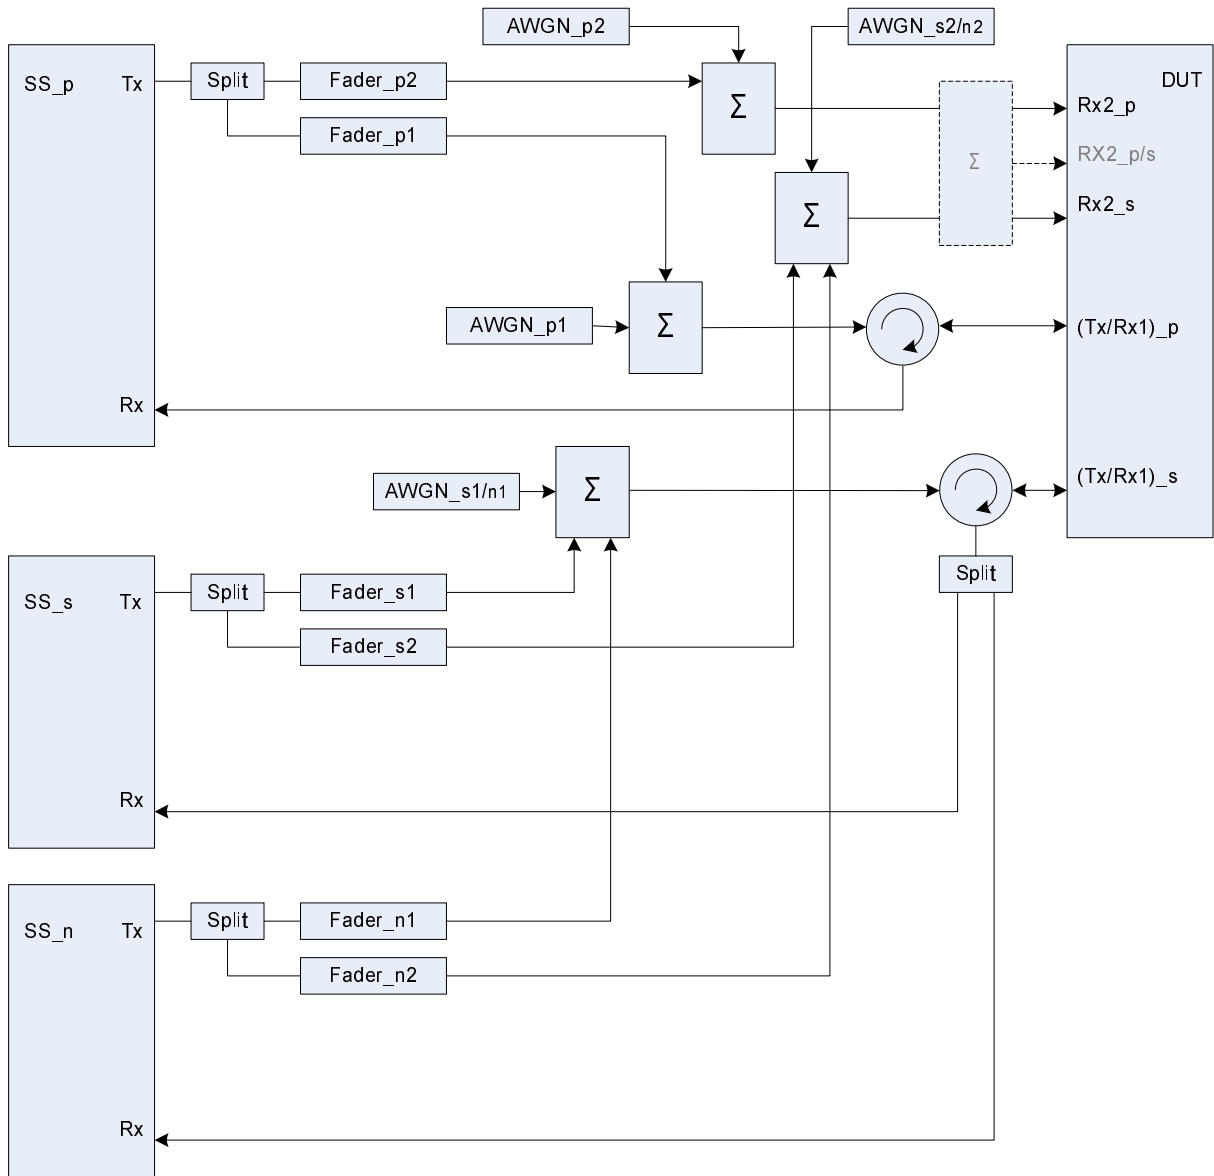 AWGN_p2
AWGN_s2/n2
SS_p
Tx
Split
Fader_p2
Σ
DUT
Rx2_p
Fader_p1
Σ
RX2_p/s
Σ
Rx2_s
AWGN_p1
Σ
(Tx/Rx1)_p
Rx
AWGN_s1/n1
Σ
(Tx/Rx1)_s
Split
SS_s
Tx
Split
Fader_s1
Fader_s2
Rx
SS_n
Tx
Split
Fader_n1
Fader_n2
Rx